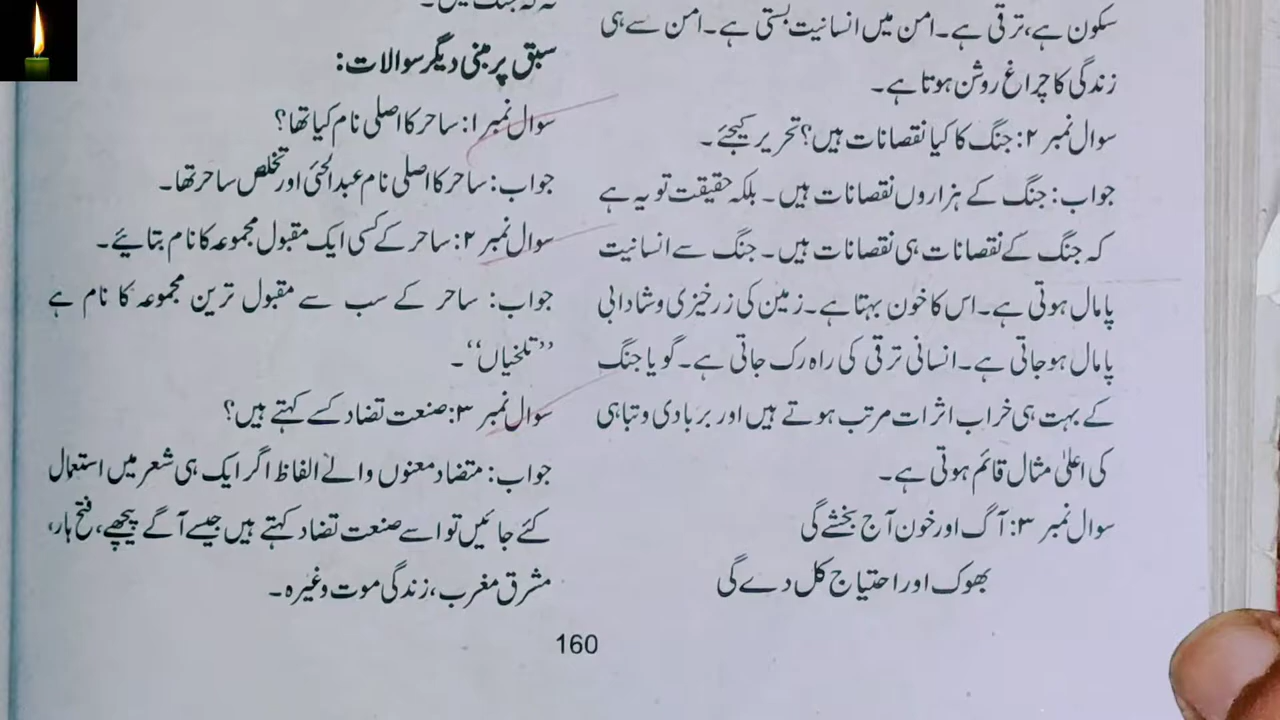 سکون ہے، ترقی ہے۔ امن میں انسانیت بستی ہے۔ امن سے ہی
زندگی کا چراغ روشن ہوتا ہے۔
سوال نمبر ۲: جنگ کا کیا نقصانات ہیں؟ تحریر کیجئے۔
جواب: جنگ کے ہزاروں نقصانات ہیں۔ بلکہ حقیقت تو یہ ہے
کہ جنگ کے نقصانات ہی نقصانات ہیں۔ جنگ سے انسانیت
پامال ہوتی ہے۔ اس کا خون بہتا ہے۔ زمین کی زرخیزی و شادابی
پامال ہو جاتی ہے۔ انسانی ترقی کی راہ رک جاتی ہے۔ گویا جنگ
کے بہت ہی خراب اثرات مرتب ہوتے ہیں اور بربادی و تباہی
کی اعلیٰ مثال قائم ہوتی ہے۔
سوال نمبر ۳: آگ اور خون آج بخشے گی
بھوک اور احتیاج کل دے گی
سبق پر مبنی دیگر سوالات:
سوال نمبر ۱: ساحر کا اصلی نام کیا تھا؟
جواب: ساحر کا اصلی نام عبدالحئی اور تخلص ساحر تھا۔
سوال نمبر ۲: ساحر کے کسی ایک مقبول مجموعہ کا نام بتائیے۔
جواب: ساحر کے سب سے مقبول ترین مجموعہ کا نام ہے
’’تلخیاں‘‘۔
سوال نمبر ۳: صنعت تضاد کسے کہتے ہیں؟
جواب: متضاد معنوں والے الفاظ اگر ایک ہی شعر میں استعمال
کئے جائیں تو اسے صنعت تضاد کہتے ہیں جیسے آگے پیچھے، فتح ہار،
مشرق مغرب، زندگی موت وغیرہ۔
160